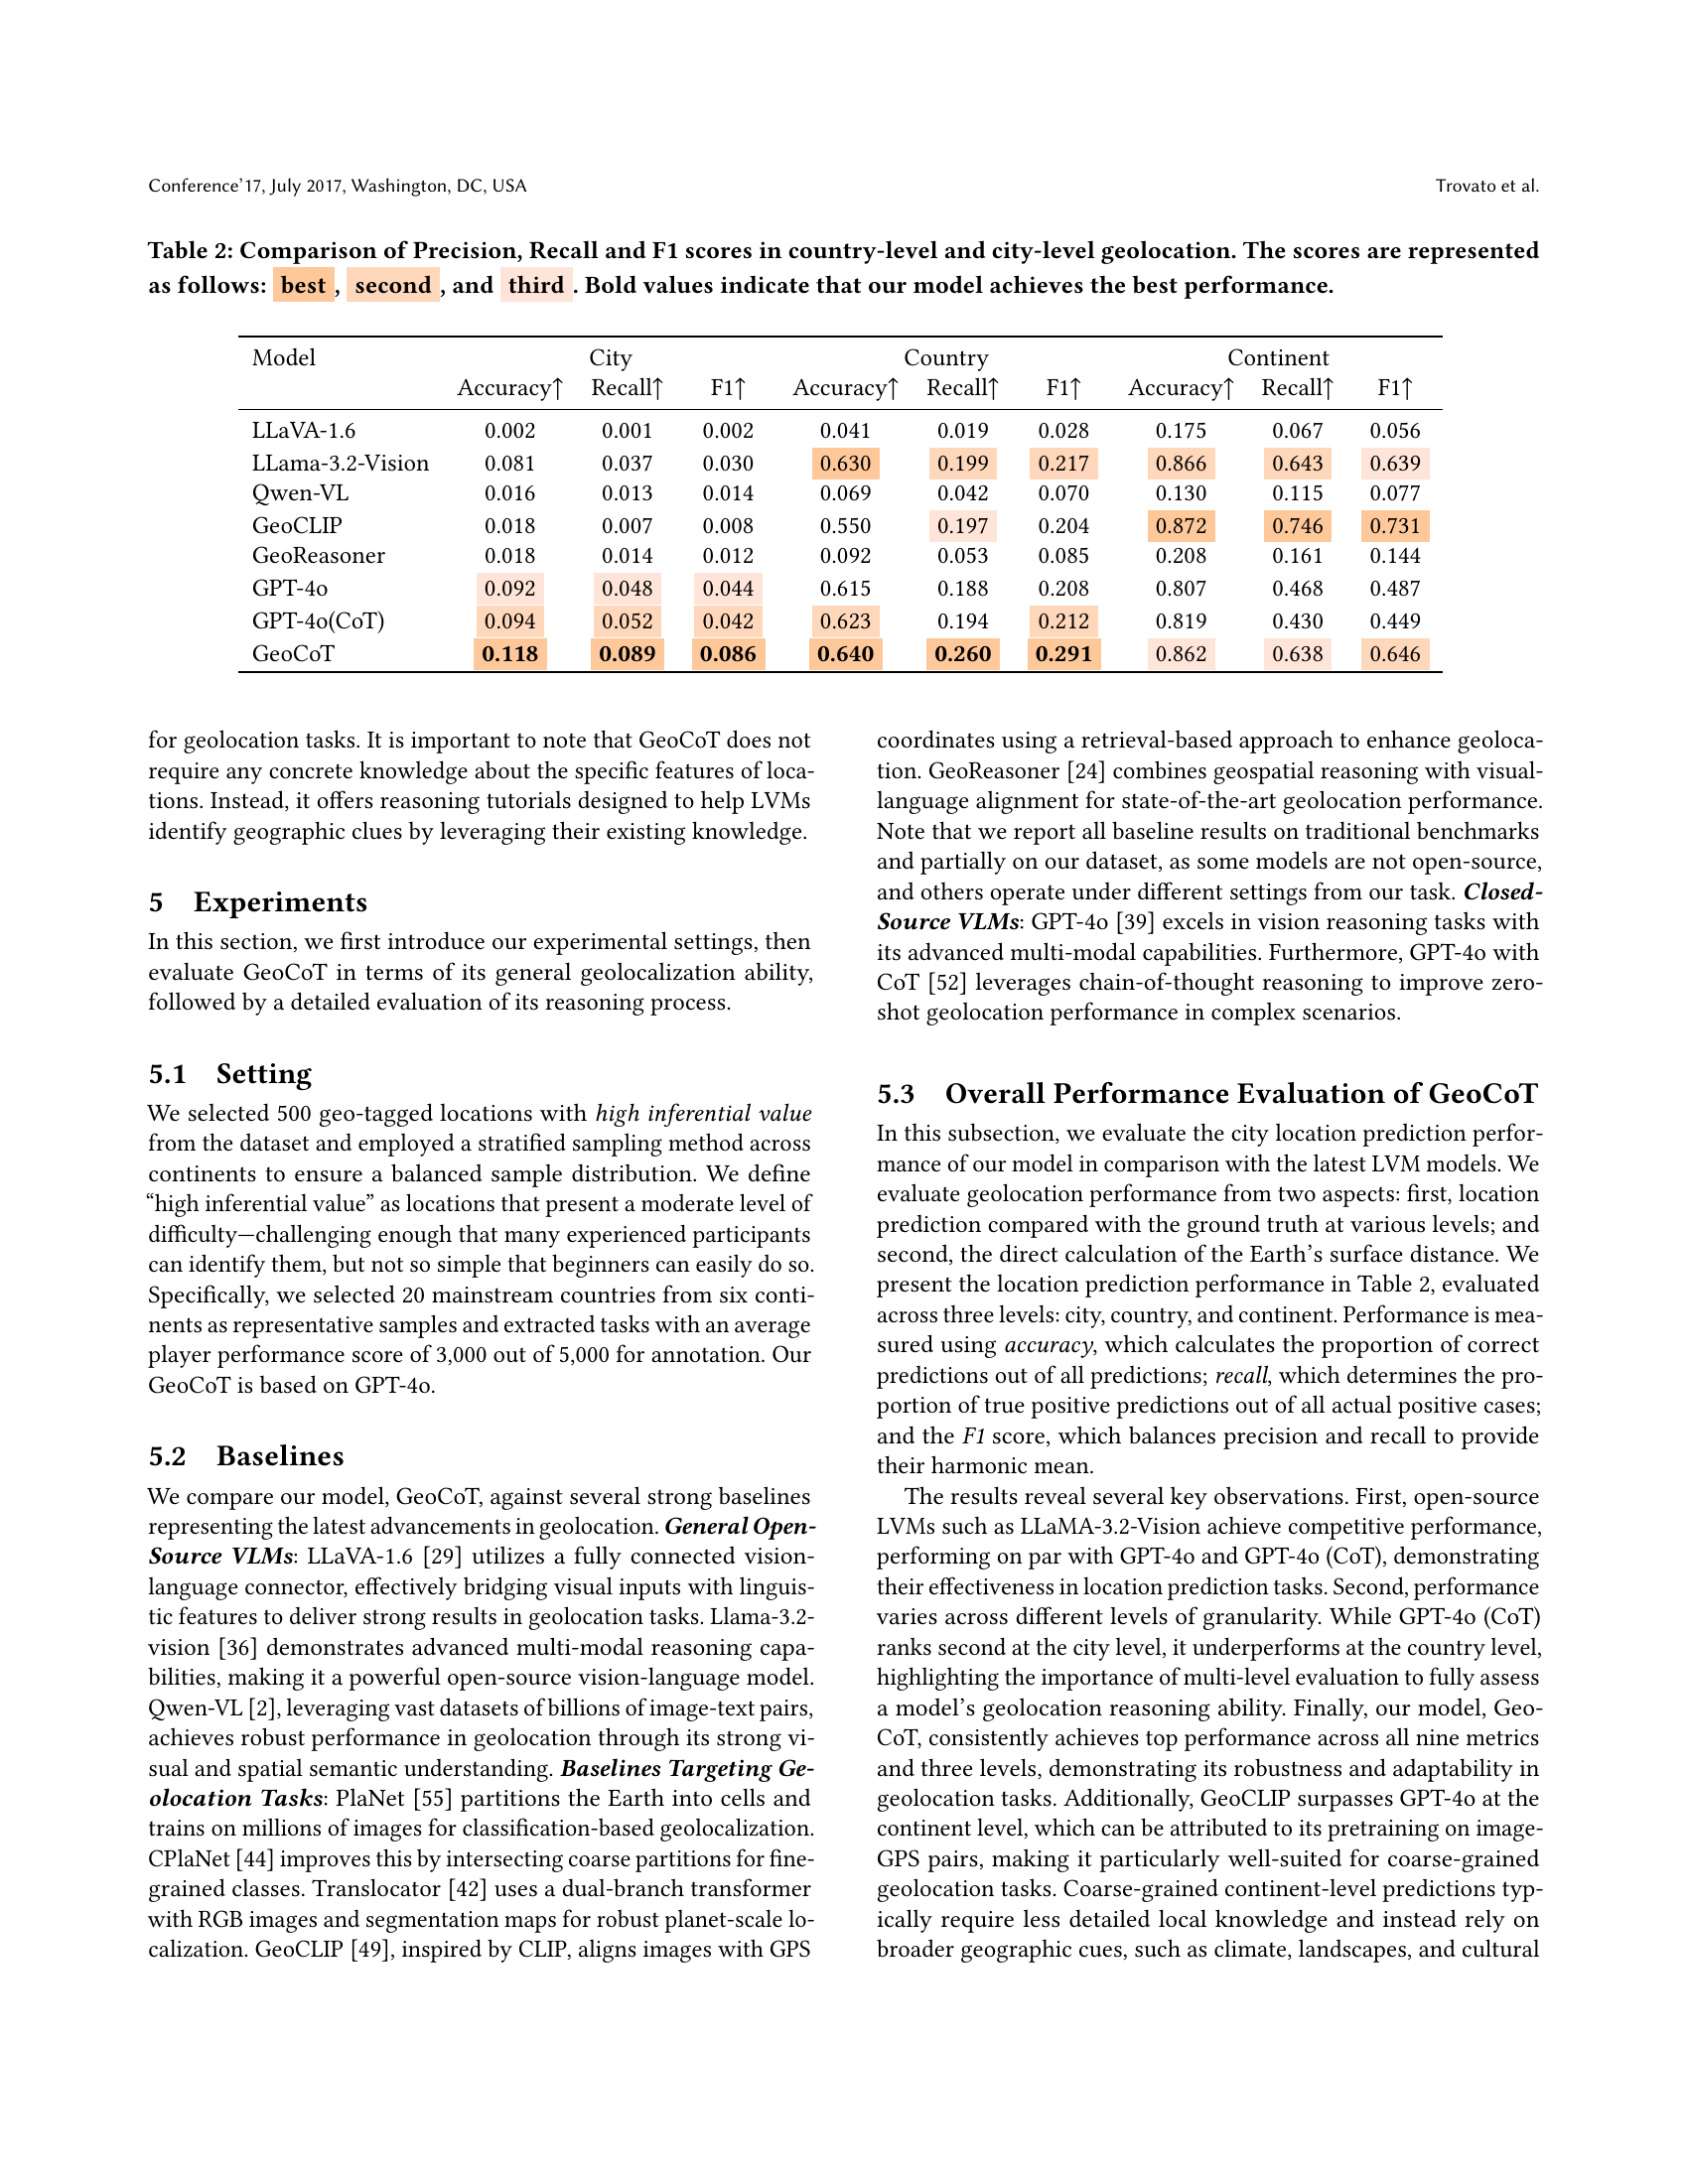 Conference'17, July 2017, Washington, DC, USA
Trovato et al.
Table 2: Comparison of Precision, Recall and F1 scores in country-level and city-level geolocation. The scores are represented
as follows: best , second , and third . Bold values indicate that our model achieves the best performance.
Model City Country Continent
Accuracy↑ Recall↑ F1↑ Accuracy↑ Recall↑ F1↑ Accuracy↑ Recall↑ F1↑
LLaVA-1.6 0.002 0.001 0.002 0.041 0.019 0.028 0.175 0.067 0.056
LLama-3.2-Vision 0.081 0.037 0.030 0.630 0.199 0.217 0.866 0.643 0.639
Qwen-VL 0.016 0.013 0.014 0.069 0.042 0.070 0.130 0.115 0.077
GeoCLIP 0.018 0.007 0.008 0.550 0.197 0.204 0.872 0.746 0.731
GeoReasoner 0.018 0.014 0.012 0.092 0.053 0.085 0.208 0.161 0.144
GPT-4o 0.092 0.048 0.044 0.615 0.188 0.208 0.807 0.468 0.487
GPT-4o(CoT) 0.094 0.052 0.042 0.623 0.194 0.212 0.819 0.430 0.449
GeoCoT 0.118 0.089 0.086 0.640 0.260 0.291 0.862 0.638 0.646
for geolocation tasks. It is important to note that GeoCoT does not
require any concrete knowledge about the specific features of loca-
tions. Instead, it offers reasoning tutorials designed to help LVMs
identify geographic clues by leveraging their existing knowledge.
5 Experiments
In this section, we first introduce our experimental settings, then
evaluate GeoCoT in terms of its general geolocalization ability,
followed by a detailed evaluation of its reasoning process.
5.1 Setting
We selected 500 geo-tagged locations with high inferential value
from the dataset and employed a stratified sampling method across
continents to ensure a balanced sample distribution. We define
“high inferential value” as locations that present a moderate level of
difficulty—challenging enough that many experienced participants
can identify them, but not so simple that beginners can easily do so.
Specifically, we selected 20 mainstream countries from six conti-
nents as representative samples and extracted tasks with an average
player performance score of 3,000 out of 5,000 for annotation. Our
GeoCoT is based on GPT-4o.
5.2 Baselines
We compare our model, GeoCoT, against several strong baselines
representing the latest advancements in geolocation. General Open-
Source VLMs: LLaVA-1.6 [29] utilizes a fully connected vision-
language connector, effectively bridging visual inputs with linguis-
tic features to deliver strong results in geolocation tasks. Llama-3.2-
vision [36] demonstrates advanced multi-modal reasoning capa-
bilities, making it a powerful open-source vision-language model.
Qwen-VL [2], leveraging vast datasets of billions of image-text pairs,
achieves robust performance in geolocation through its strong vi-
sual and spatial semantic understanding. Baselines Targeting Ge-
olocation Tasks: PlaNet [55] partitions the Earth into cells and
trains on millions of images for classification-based geolocalization.
CPlaNet [44] improves this by intersecting coarse partitions for fine-
grained classes. Translocator [42] uses a dual-branch transformer
with RGB images and segmentation maps for robust planet-scale lo-
calization. GeoCLIP [49], inspired by CLIP, aligns images with GPS
coordinates using a retrieval-based approach to enhance geoloca-
tion. GeoReasoner [24] combines geospatial reasoning with visual-
language alignment for state-of-the-art geolocation performance.
Note that we report all baseline results on traditional benchmarks
and partially on our dataset, as some models are not open-source,
and others operate under different settings from our task. Closed-
Source VLMs: GPT-4o [39] excels in vision reasoning tasks with
its advanced multi-modal capabilities. Furthermore, GPT-4o with
CoT [52] leverages chain-of-thought reasoning to improve zero-
shot geolocation performance in complex scenarios.
5.3 Overall Performance Evaluation of GeoCoT
In this subsection, we evaluate the city location prediction perfor-
mance of our model in comparison with the latest LVM models. We
evaluate geolocation performance from two aspects: first, location
prediction compared with the ground truth at various levels; and
second, the direct calculation of the Earth's surface distance. We
present the location prediction performance in Table 2, evaluated
across three levels: city, country, and continent. Performance is mea-
sured using accuracy, which calculates the proportion of correct
predictions out of all predictions; recall, which determines the pro-
portion of true positive predictions out of all actual positive cases;
and the F1 score, which balances precision and recall to provide
their harmonic mean.
The results reveal several key observations. First, open-source
LVMs such as LLaMA-3.2-Vision achieve competitive performance,
performing on par with GPT-4o and GPT-4o (CoT), demonstrating
their effectiveness in location prediction tasks. Second, performance
varies across different levels of granularity. While GPT-4o (CoT)
ranks second at the city level, it underperforms at the country level,
highlighting the importance of multi-level evaluation to fully assess
a model's geolocation reasoning ability. Finally, our model, Geo-
CoT, consistently achieves top performance across all nine metrics
and three levels, demonstrating its robustness and adaptability in
geolocation tasks. Additionally, GeoCLIP surpasses GPT-4o at the
continent level, which can be attributed to its pretraining on image-
GPS pairs, making it particularly well-suited for coarse-grained
geolocation tasks. Coarse-grained continent-level predictions typ-
ically require less detailed local knowledge and instead rely on
broader geographic cues, such as climate, landscapes, and cultural